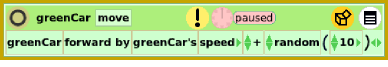 greenCar move ! paused
greenCar forward by greenCar's speed + random ( 10 )